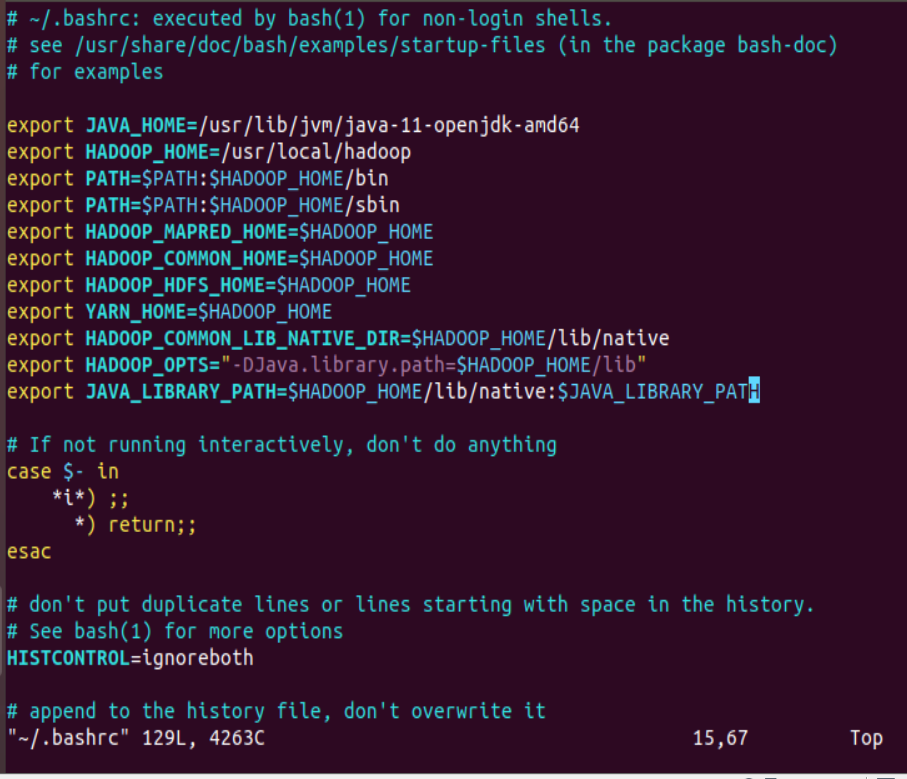 # ~/.bashrc: executed by bash(1) for non-login shells.
# see /usr/share/doc/bash/examples/startup-files (in the package bash-doc)
# for examples

export JAVA_HOME=/usr/lib/jvm/java-11-openjdk-amd64
export HADOOP_HOME=/usr/local/hadoop
export PATH=$PATH:$HADOOP_HOME/bin
export PATH=$PATH:$HADOOP_HOME/sbin
export HADOOP_MAPRED_HOME=$HADOOP_HOME
export HADOOP_COMMON_HOME=$HADOOP_HOME
export HADOOP_HDFS_HOME=$HADOOP_HOME
export YARN_HOME=$HADOOP_HOME
export HADOOP_COMMON_LIB_NATIVE_DIR=$HADOOP_HOME/lib/native
export HADOOP_OPTS="-DJava.library.path=$HADOOP_HOME/lib"
export JAVA_LIBRARY_PATH=$HADOOP_HOME/lib/native:$JAVA_LIBRARY_PATH

# If not running interactively, don't do anything
case $- in
    *i*) ;;
      *) return;;
esac

# don't put duplicate lines or lines starting with space in the history.
# See bash(1) for more options
HISTCONTROL=ignoreboth

# append to the history file, don't overwrite it
"~/.bashrc" 129L, 4263C 15,67 Top